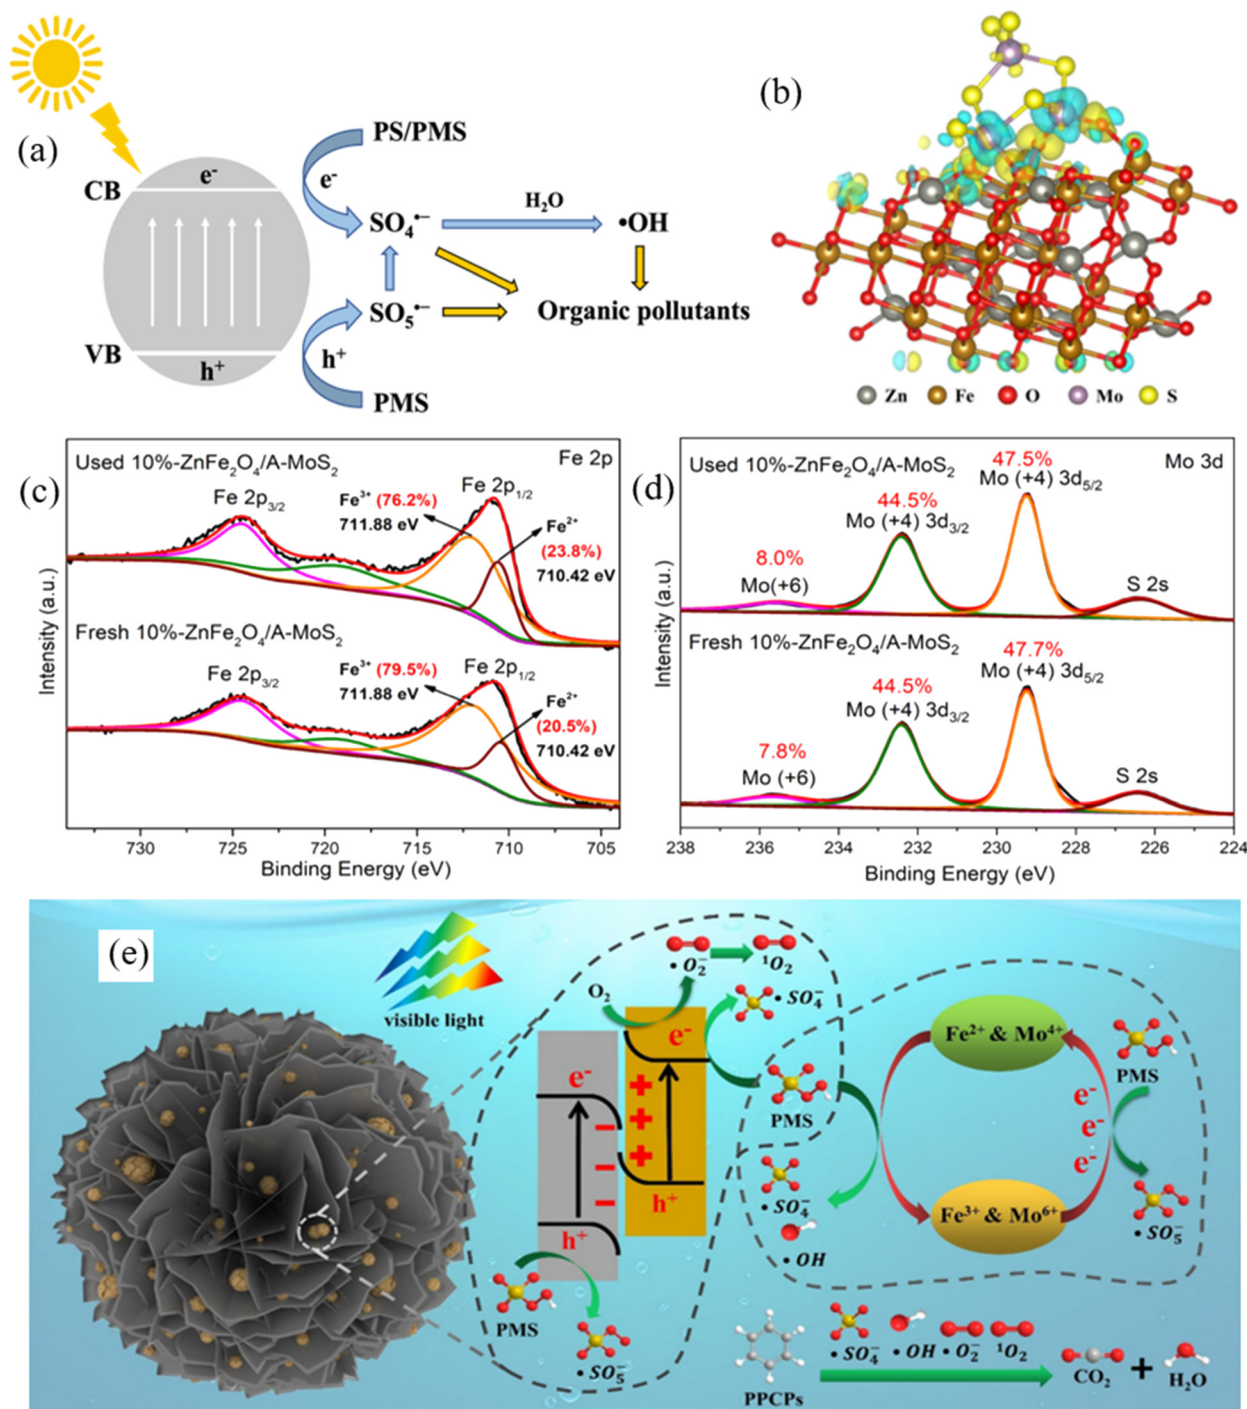 (a)
PS/PMS
CB
e⁻
e⁻
SO₄•−
H₂O
•OH
SO₅•−
Organic pollutants
VB
h⁺
h⁺
PMS
(b)
Zn Fe O Mo S
(c)
Used 10%-ZnFe₂O₄/A-MoS₂
Fe 2p
Fe 2p₃/₂
Fe³⁺ (76.2%)
711.88 eV
Fe 2p₁/₂
Fe²⁺
(23.8%)
710.42 eV
Fresh 10%-ZnFe₂O₄/A-MoS₂
Fe 2p₃/₂
Fe³⁺ (79.5%)
711.88 eV
Fe 2p₁/₂
Fe²⁺
(20.5%)
710.42 eV
Intensity (a.u.)
730 725 720 715 710 705
Binding Energy (eV)
(d)
Used 10%-ZnFe₂O₄/A-MoS₂
Mo 3d
47.5%
Mo (+4) 3d₅/₂
44.5%
Mo (+4) 3d₃/₂
8.0%
Mo(+6)
S 2s
Fresh 10%-ZnFe₂O₄/A-MoS₂
47.7%
Mo (+4) 3d₅/₂
44.5%
Mo (+4) 3d₃/₂
7.8%
Mo (+6)
S 2s
Intensity (a.u.)
238 236 234 232 230 228 226 224
Binding Energy (eV)
(e)
visible light
O₂
•O₂⁻
¹O₂
•SO₄⁻
e⁻
e⁻
h⁺
h⁺
PMS
•SO₅⁻
PMS
•SO₄⁻
•OH
Fe²⁺ & Mo⁴⁺
Fe³⁺ & Mo⁶⁺
PMS
e⁻
e⁻
e⁻
•SO₅⁻
PPCPs
•SO₄⁻ •OH •O₂⁻ ¹O₂
CO₂ + H₂O